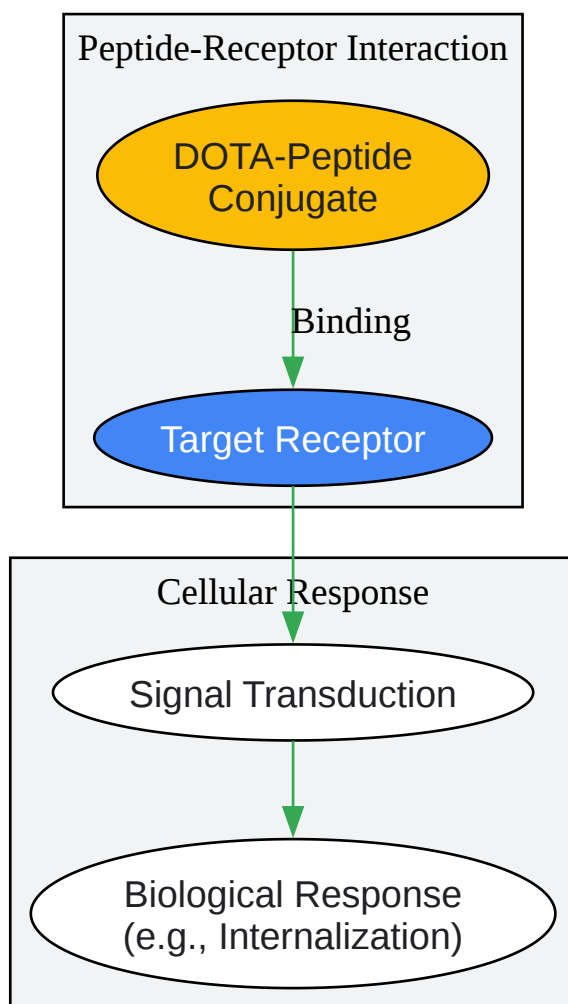 Peptide-Receptor Interaction
DOTA-Peptide
Conjugate
Binding
Target Receptor
Cellular Response
Signal Transduction
Biological Response
(e.g., Internalization)